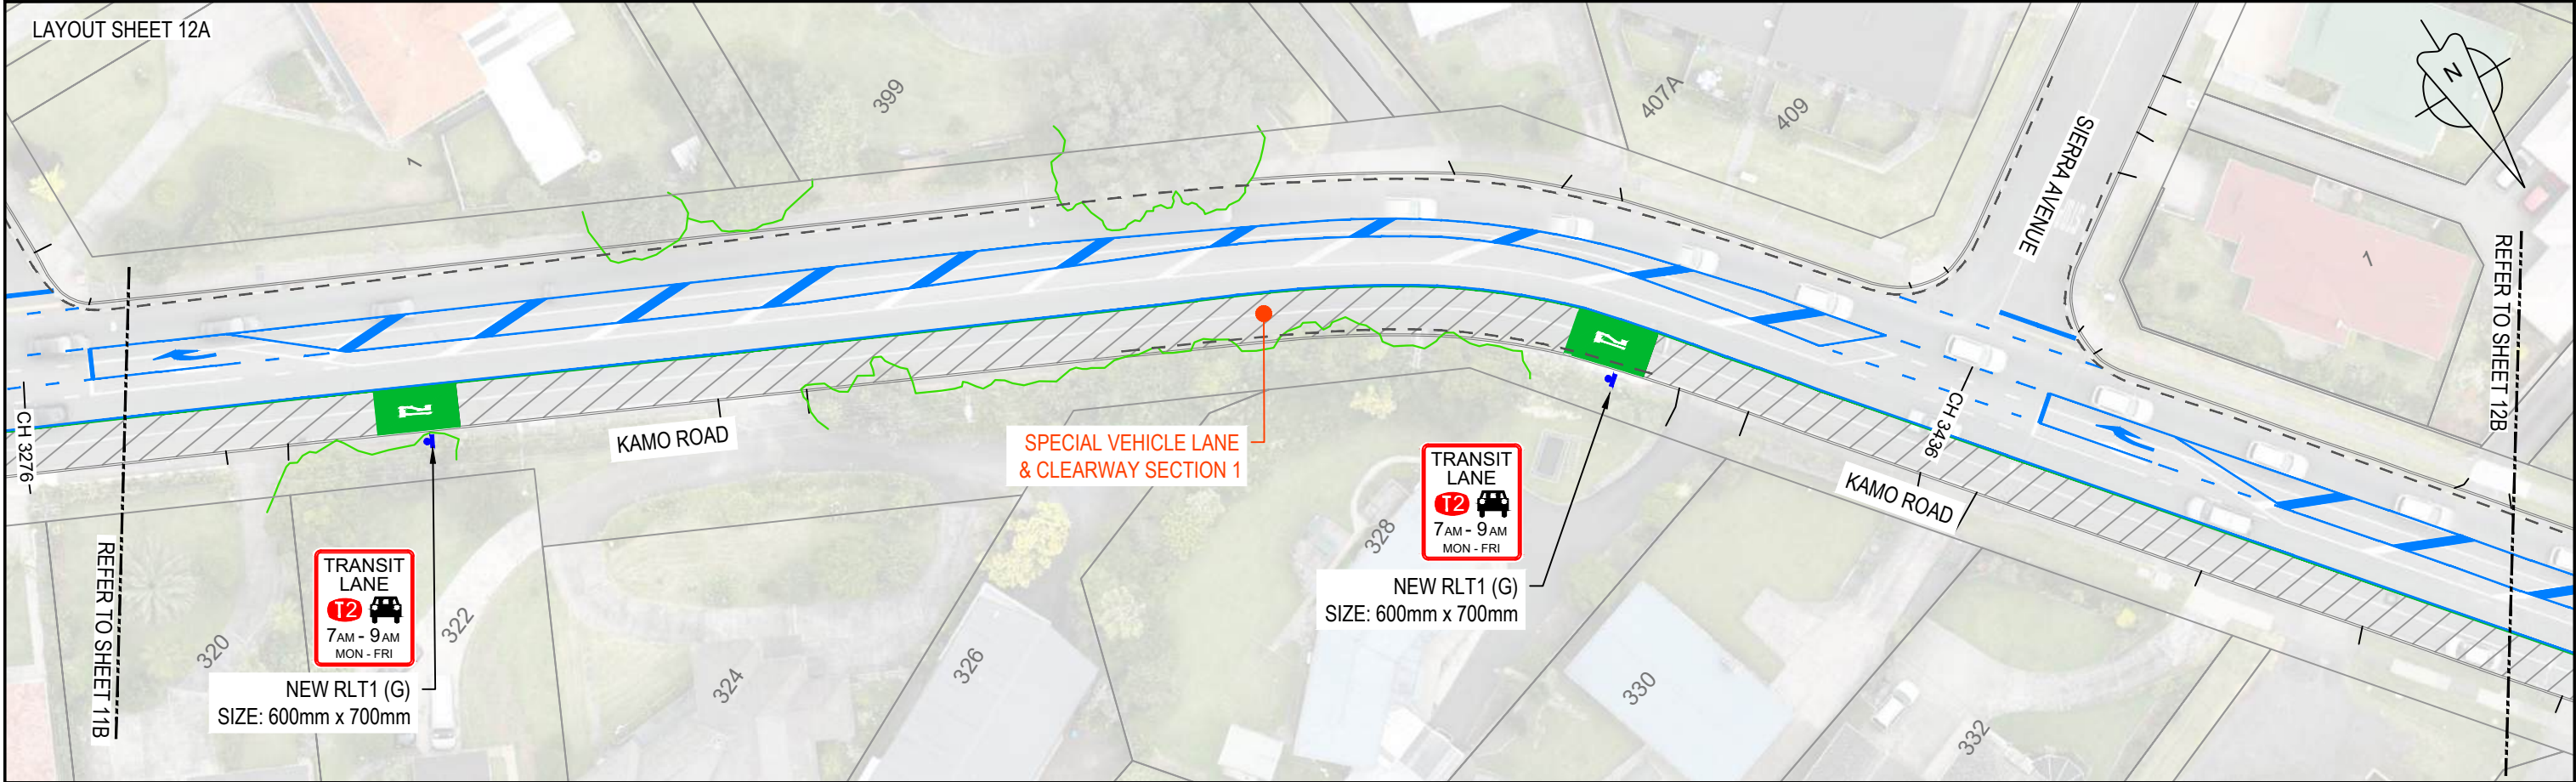 LAYOUT SHEET 12A
399
407A
409
1
N
SIERRA AVENUE
1
REFER TO SHEET 12B
CH 3276
REFER TO SHEET 11B
KAMO ROAD
SPECIAL VEHICLE LANE
& CLEARWAY SECTION 1
TRANSIT
LANE
T2
7AM - 9AM
MON - FRI
NEW RLT1 (G)
SIZE: 600mm x 700mm
CH 3436
KAMO ROAD
TRANSIT
LANE
T2
7AM - 9AM
MON - FRI
NEW RLT1 (G)
SIZE: 600mm x 700mm
320
322
324
326
328
330
332
T2
T2